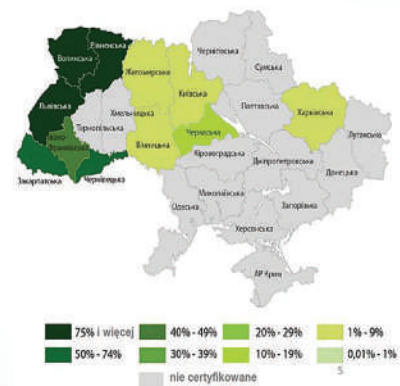 Чернігівська
Рівненська
Волинська
Сумська
Житомирська
Київська
Львівська
Полтавська
Харківська
Хмельницька
Тернопільська
Луганська
Черкаська
Івано-
Франківська
Вінницька
Кіровоградська
Дніпропетровська
Закарпатська
Чернівецька
Донецька
Миколаївська
Запорізька
Одеська
Херсонська
АР Крим
75% i więcej
40% - 49%
20% - 29%
1% - 9%
50% - 74%
30% - 39%
10% - 19%
0,01% - 1%
5
nie certyfikowane